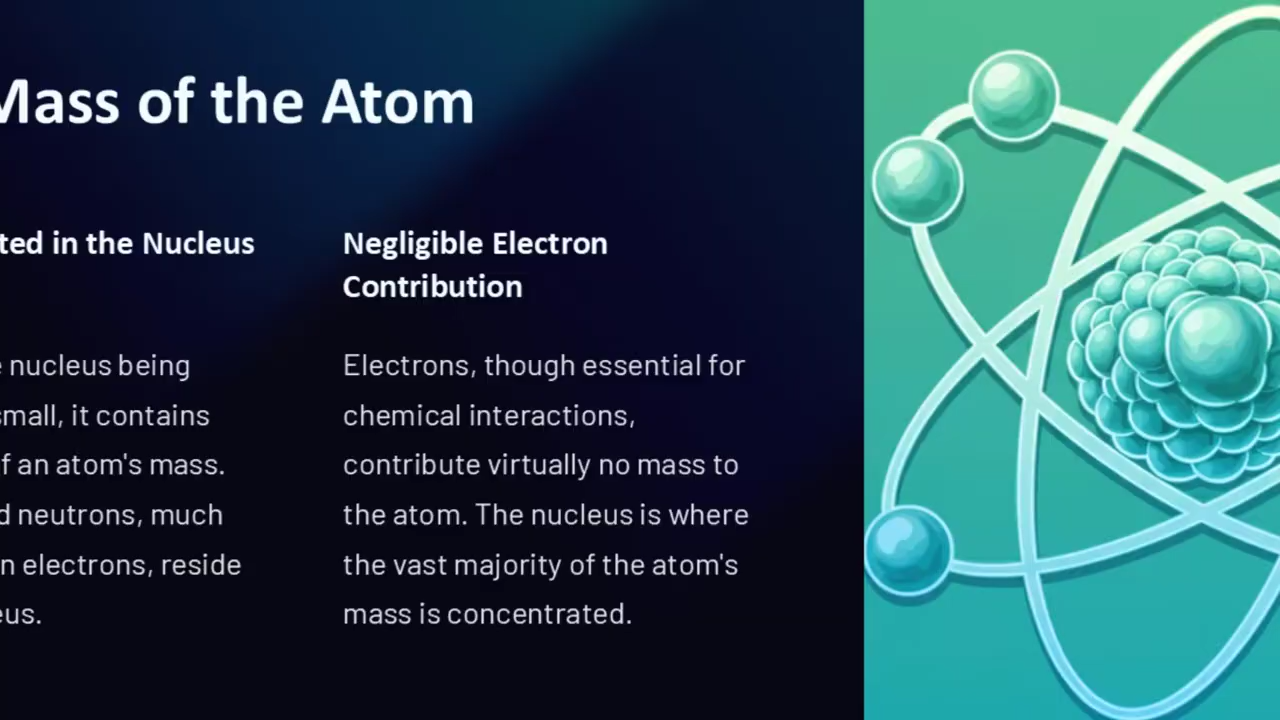 Mass of the Atom
ted in the Nucleus
nucleus being
small, it contains
f an atom's mass.
d neutrons, much
n electrons, reside
eus.
Negligible Electron
Contribution
Electrons, though essential for
chemical interactions,
contribute virtually no mass to
the atom. The nucleus is where
the vast majority of the atom's
mass is concentrated.